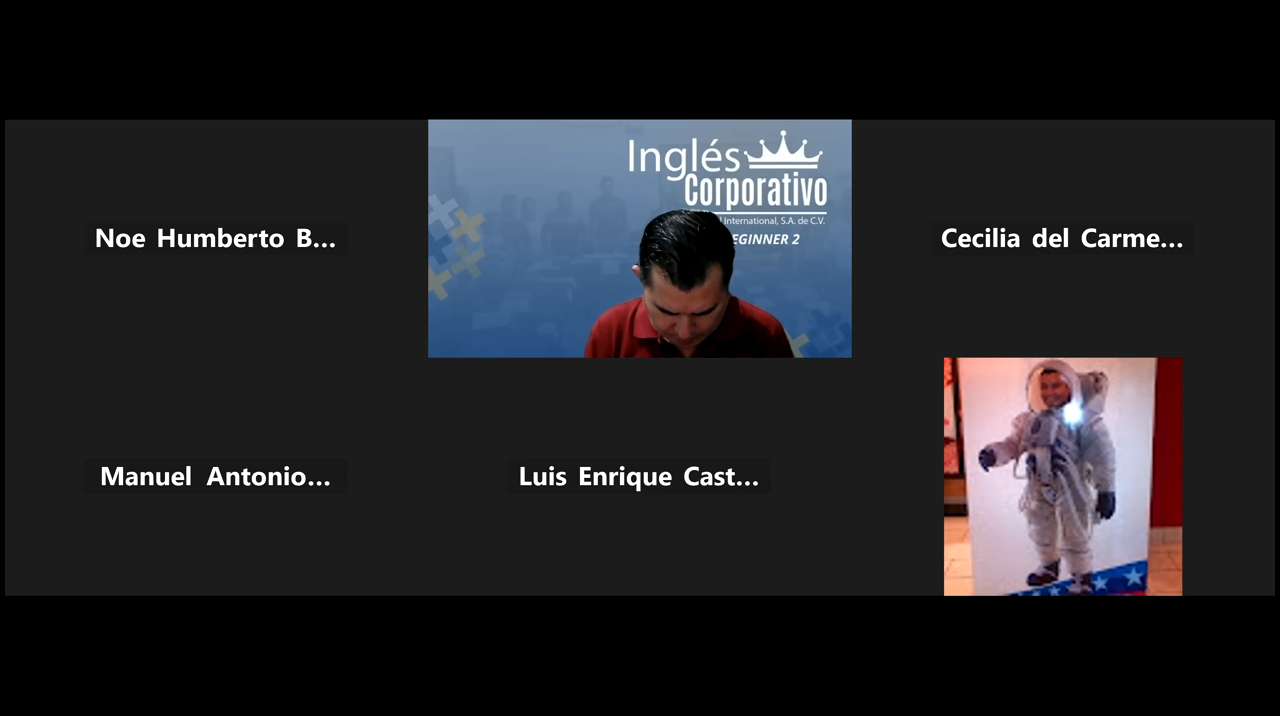 Inglés
Corporativo
International, S.A. de C.V.
Noe Humberto B...
EGINNER 2
Cecilia del Carme...
Manuel Antonio...
Luis Enrique Cast...